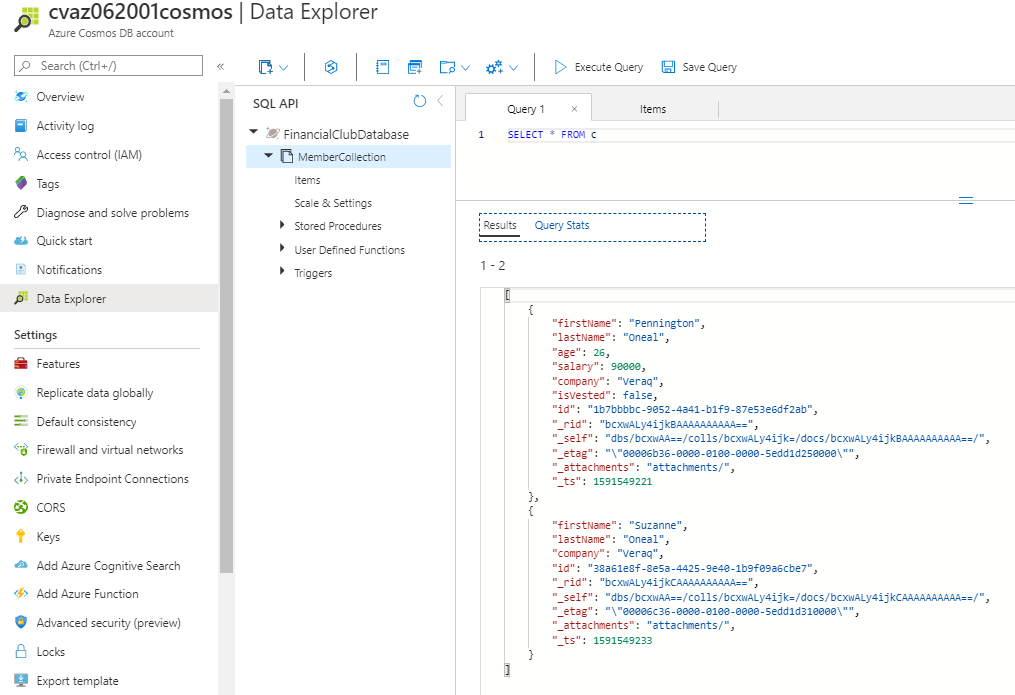 cvaz062001cosmos | Data Explorer
Azure Cosmos DB account
Search (Ctrl+/)
«
Overview
Activity log
Access control (IAM)
Tags
Diagnose and solve problems
Quick start
Notifications
Data Explorer
Settings
Features
Replicate data globally
Default consistency
Firewall and virtual networks
Private Endpoint Connections
CORS
Keys
Add Azure Cognitive Search
Add Azure Function
Advanced security (preview)
Locks
Export template
Execute Query
Save Query
SQL API
FinancialClubDatabase
MemberCollection
Items
Scale & Settings
Stored Procedures
User Defined Functions
Triggers
Query 1 ×
Items
1 SELECT * FROM c
Results Query Stats
1 - 2
[
{
"firstName": "Pennington",
"lastName": "Oneal",
"age": 26,
"salary": 90000,
"company": "Veraq",
"isVested": false,
"id": "1b7bbbbc-9052-4a41-b1f9-87e53e6df2ab",
"_rid": "bcxwALy4ijkBAAAAAAAAAA==",
"_self": "dbs/bcxwAA==/colls/bcxwALy4ijk=/docs/bcxwALy4ijkBAAAAAAAAAA==/",
"_etag": "\"00006b36-0000-0100-0000-5edd1d250000\"",
"_attachments": "attachments/",
"_ts": 1591549221
},
{
"firstName": "Suzanne",
"lastName": "Oneal",
"company": "Veraq",
"id": "38a61e8f-8e5a-4425-9e40-1b9f09a6cbe7",
"_rid": "bcxwALy4ijkCAAAAAAAAAA==",
"_self": "dbs/bcxwAA==/colls/bcxwALy4ijk=/docs/bcxwALy4ijkCAAAAAAAAAA==/",
"_etag": "\"00006c36-0000-0100-0000-5edd1d310000\"",
"_attachments": "attachments/",
"_ts": 1591549233
}
]